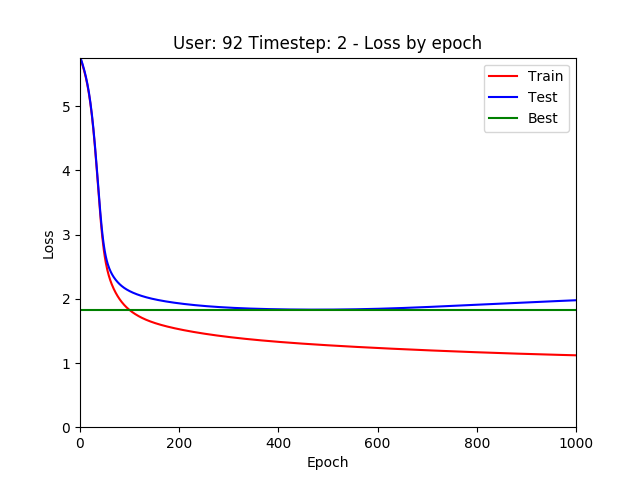 User: 92 Timestep: 2 - Loss by epoch
Train
Test
Best
5
4
3
2
1
0
Loss
0 200 400 600 800 1000
Epoch